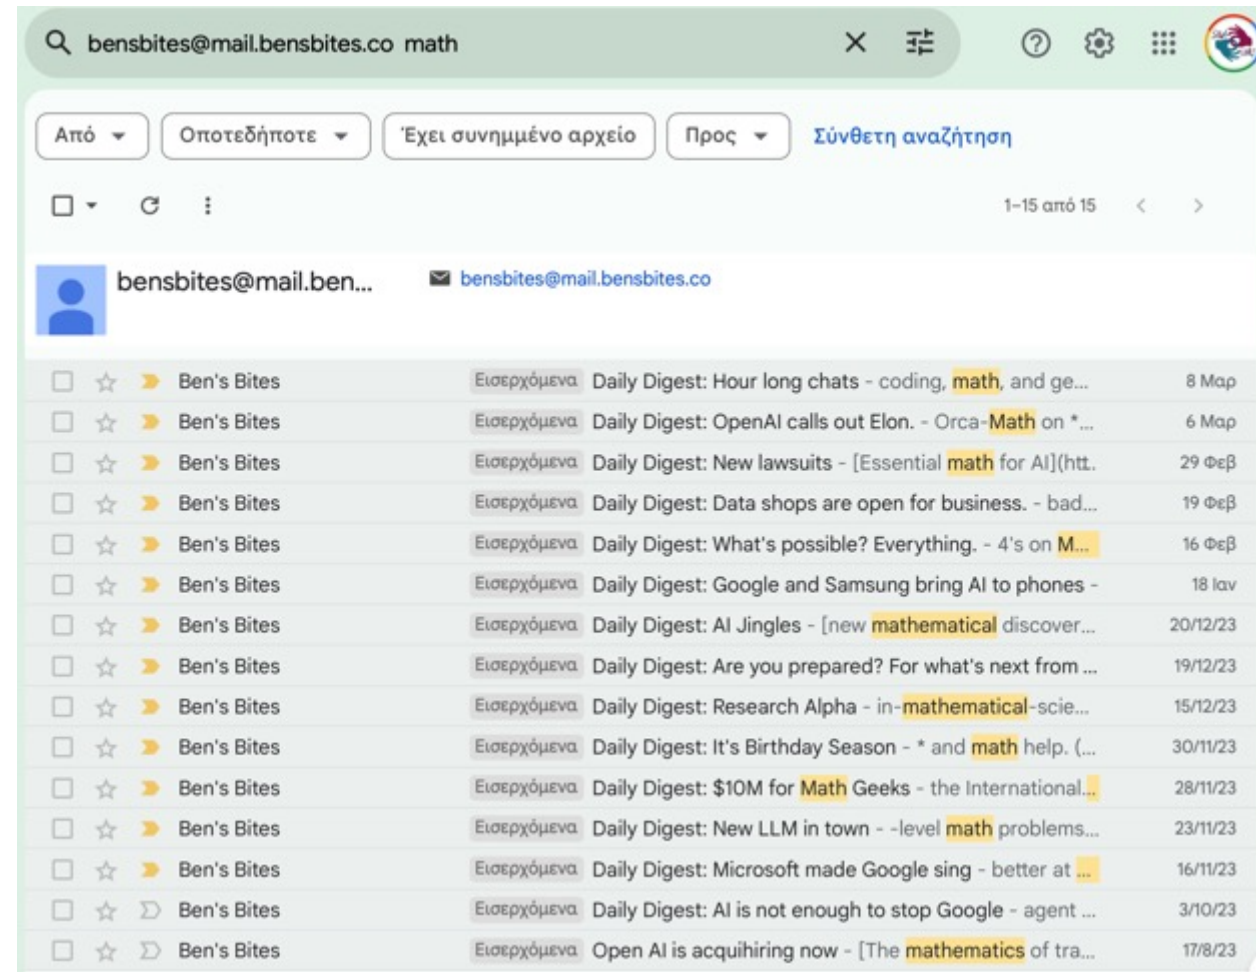 bensbites@mail.bensbites.co math
Από Οποτεδήποτε Έχει συνημμένο αρχείο Προς Σύνθετη αναζήτηση
1–15 από 15
bensbites@mail.ben... bensbites@mail.bensbites.co
Ben's Bites Εισερχόμενα Daily Digest: Hour long chats - coding, math, and ge... 8 Μαρ
Ben's Bites Εισερχόμενα Daily Digest: OpenAI calls out Elon. - Orca-Math on *... 6 Μαρ
Ben's Bites Εισερχόμενα Daily Digest: New lawsuits - [Essential math for AI](htt.. 29 Φεβ
Ben's Bites Εισερχόμενα Daily Digest: Data shops are open for business. - bad... 19 Φεβ
Ben's Bites Εισερχόμενα Daily Digest: What's possible? Everything. - 4's on M... 16 Φεβ
Ben's Bites Εισερχόμενα Daily Digest: Google and Samsung bring AI to phones - 18 Ιαν
Ben's Bites Εισερχόμενα Daily Digest: AI Jingles - [new mathematical discover... 20/12/23
Ben's Bites Εισερχόμενα Daily Digest: Are you prepared? For what's next from ... 19/12/23
Ben's Bites Εισερχόμενα Daily Digest: Research Alpha - in-mathematical-scie... 15/12/23
Ben's Bites Εισερχόμενα Daily Digest: It's Birthday Season - * and math help. (... 30/11/23
Ben's Bites Εισερχόμενα Daily Digest: $10M for Math Geeks - the International... 28/11/23
Ben's Bites Εισερχόμενα Daily Digest: New LLM in town - -level math problems... 23/11/23
Ben's Bites Εισερχόμενα Daily Digest: Microsoft made Google sing - better at ... 16/11/23
Ben's Bites Εισερχόμενα Daily Digest: AI is not enough to stop Google - agent ... 3/10/23
Ben's Bites Εισερχόμενα Open AI is acquihiring now - [The mathematics of tra... 17/8/23